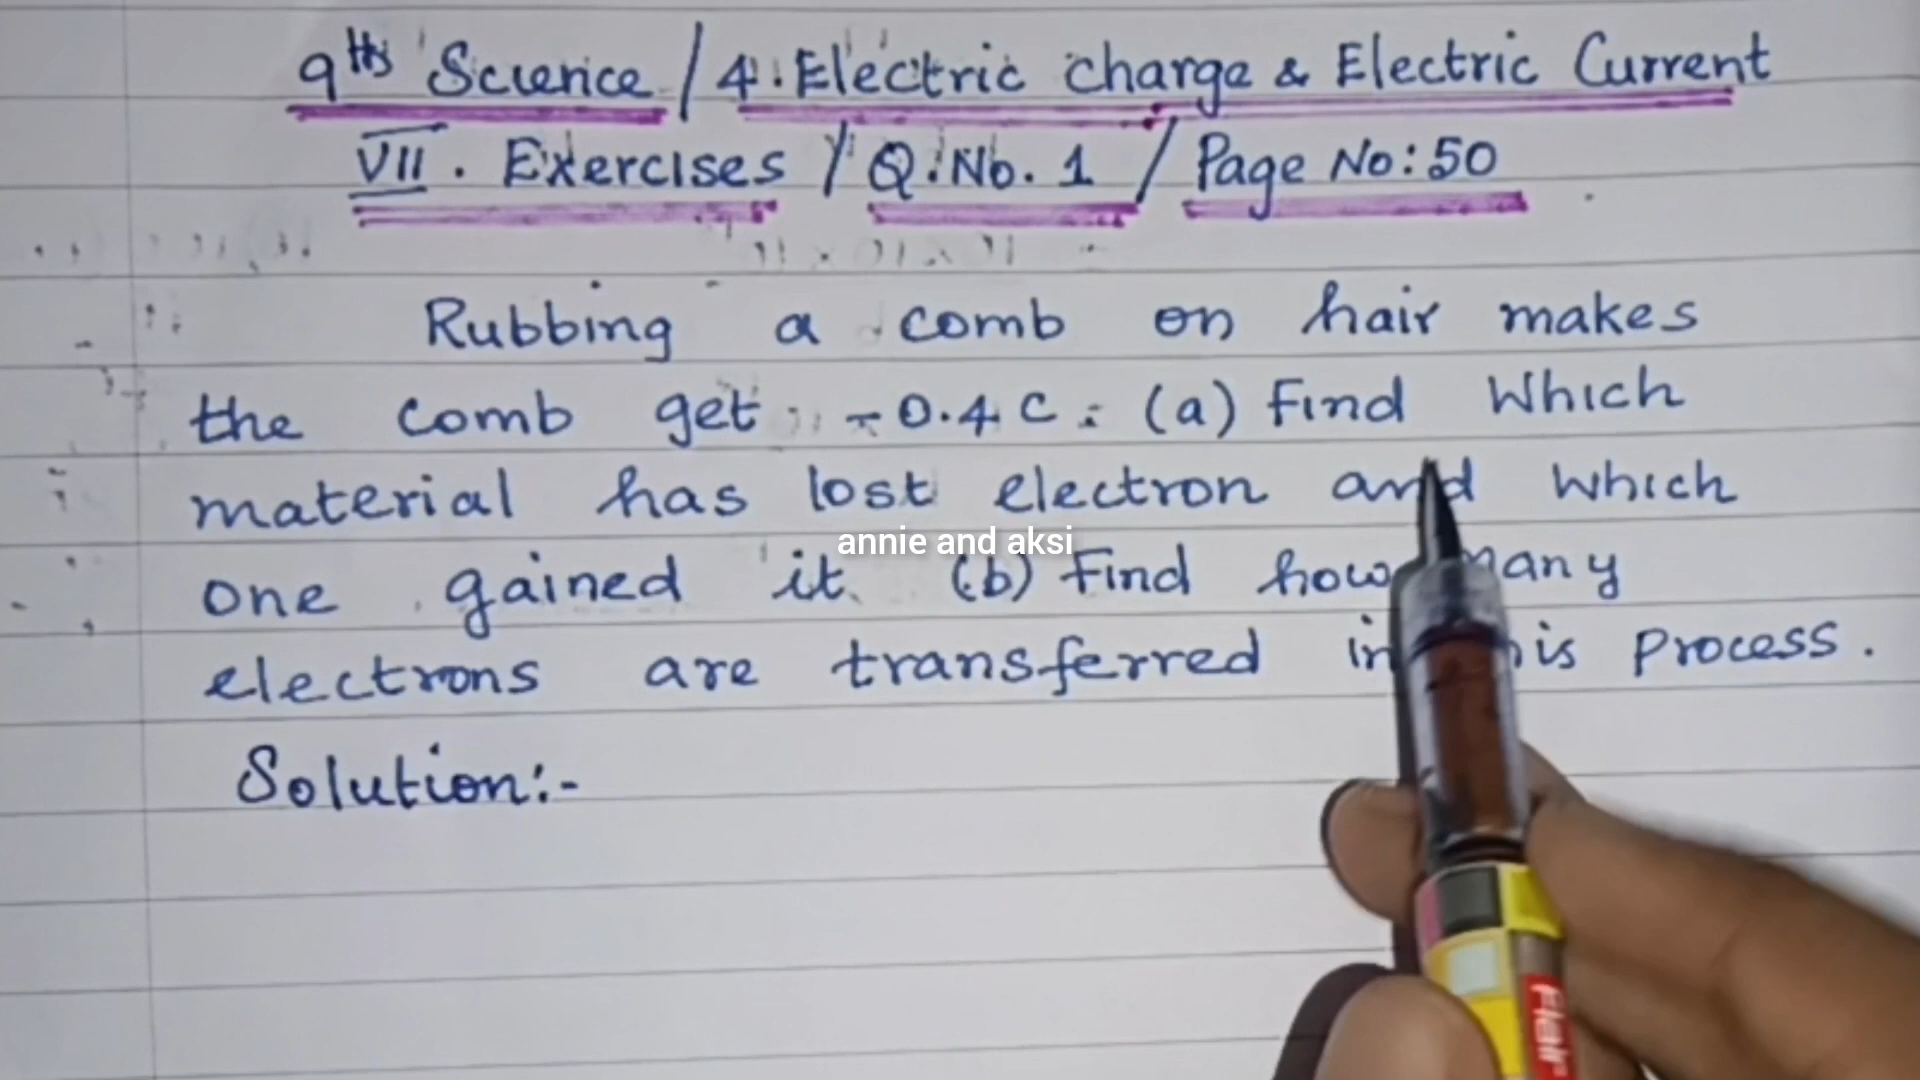 9th Science / 4. Electric charge & Electric Current
VII. Exercises / Q.No. 1 / Page No: 50
Rubbing a comb on hair makes
the comb get -0.4 C. (a) Find Which
material has lost electron and which
annie and aksi
one gained it. (b) Find how many
electrons are transferred in this process.
Solution:-
Flair